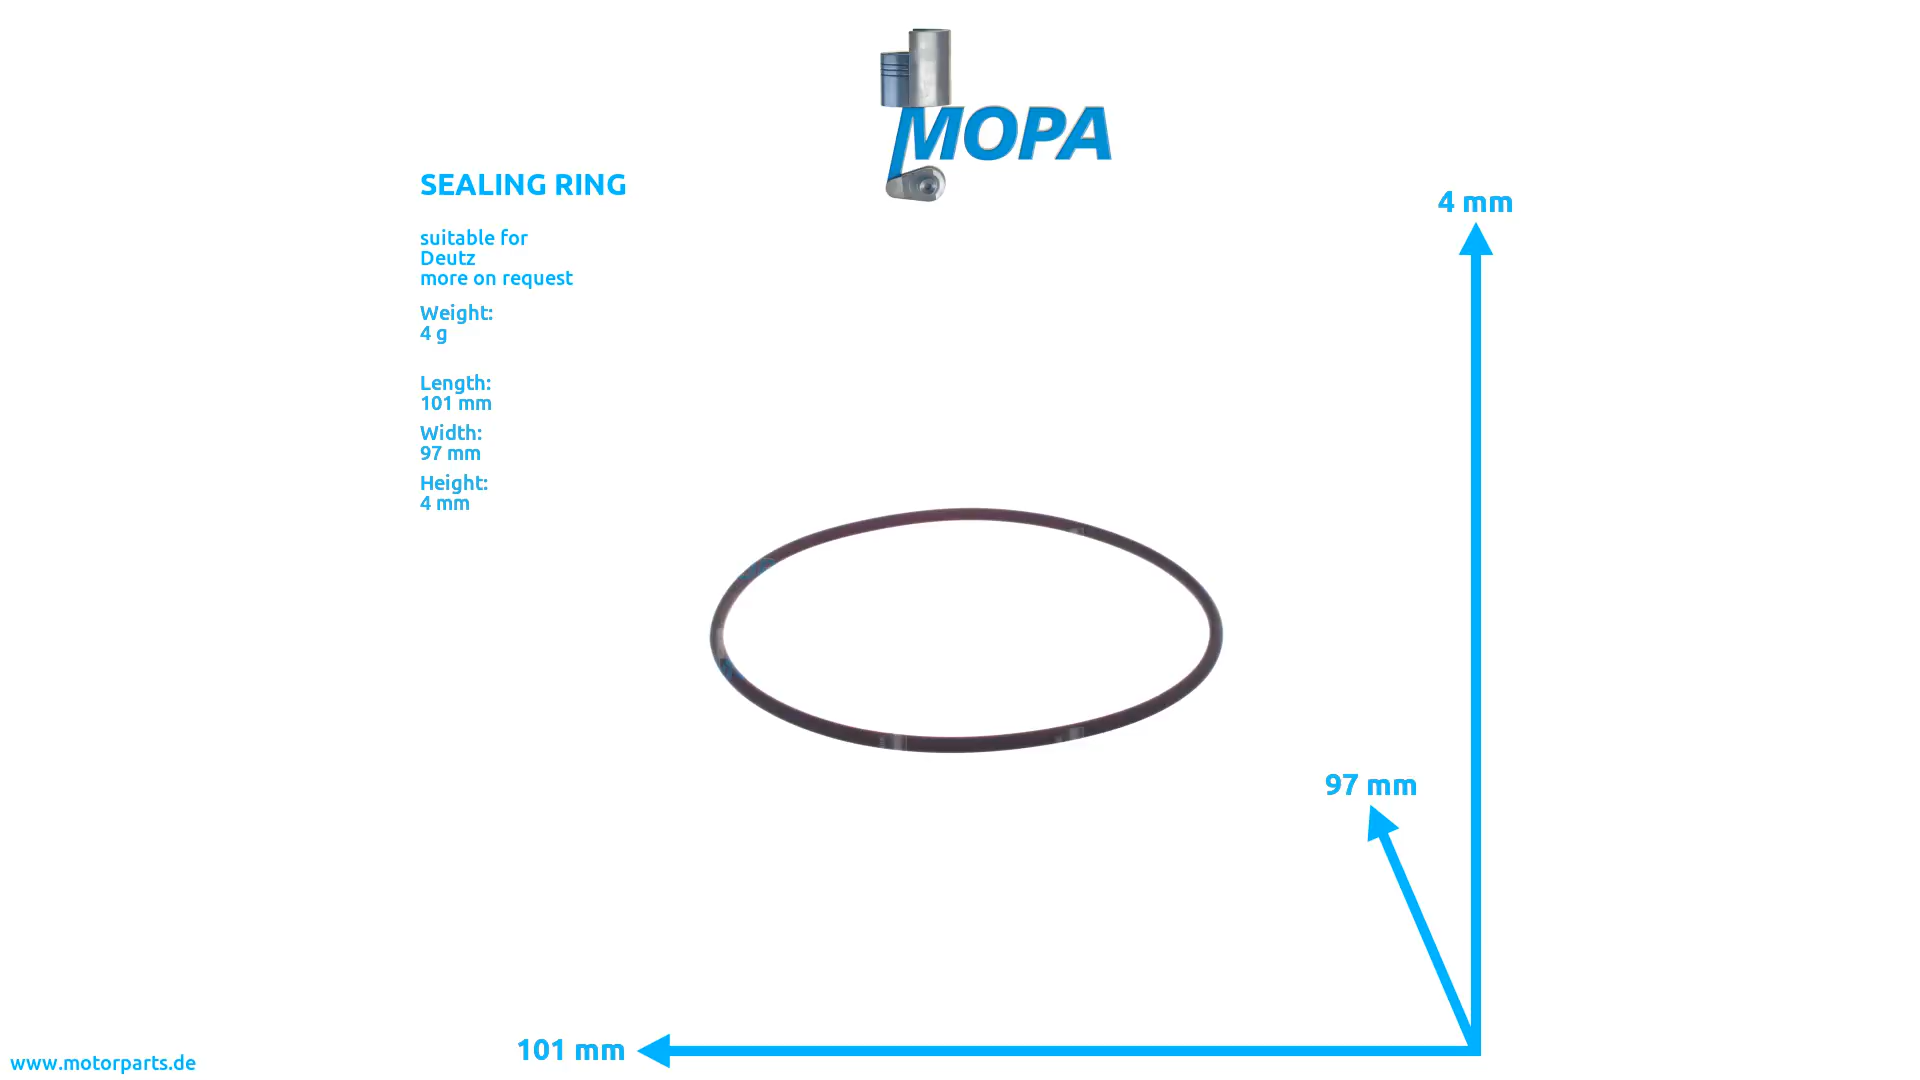 MOPA
SEALING RING
suitable for
Deutz
more on request
Weight:
4 g
Length:
101 mm
Width:
97 mm
Height:
4 mm
4 mm
97 mm
101 mm
www.motorparts.de